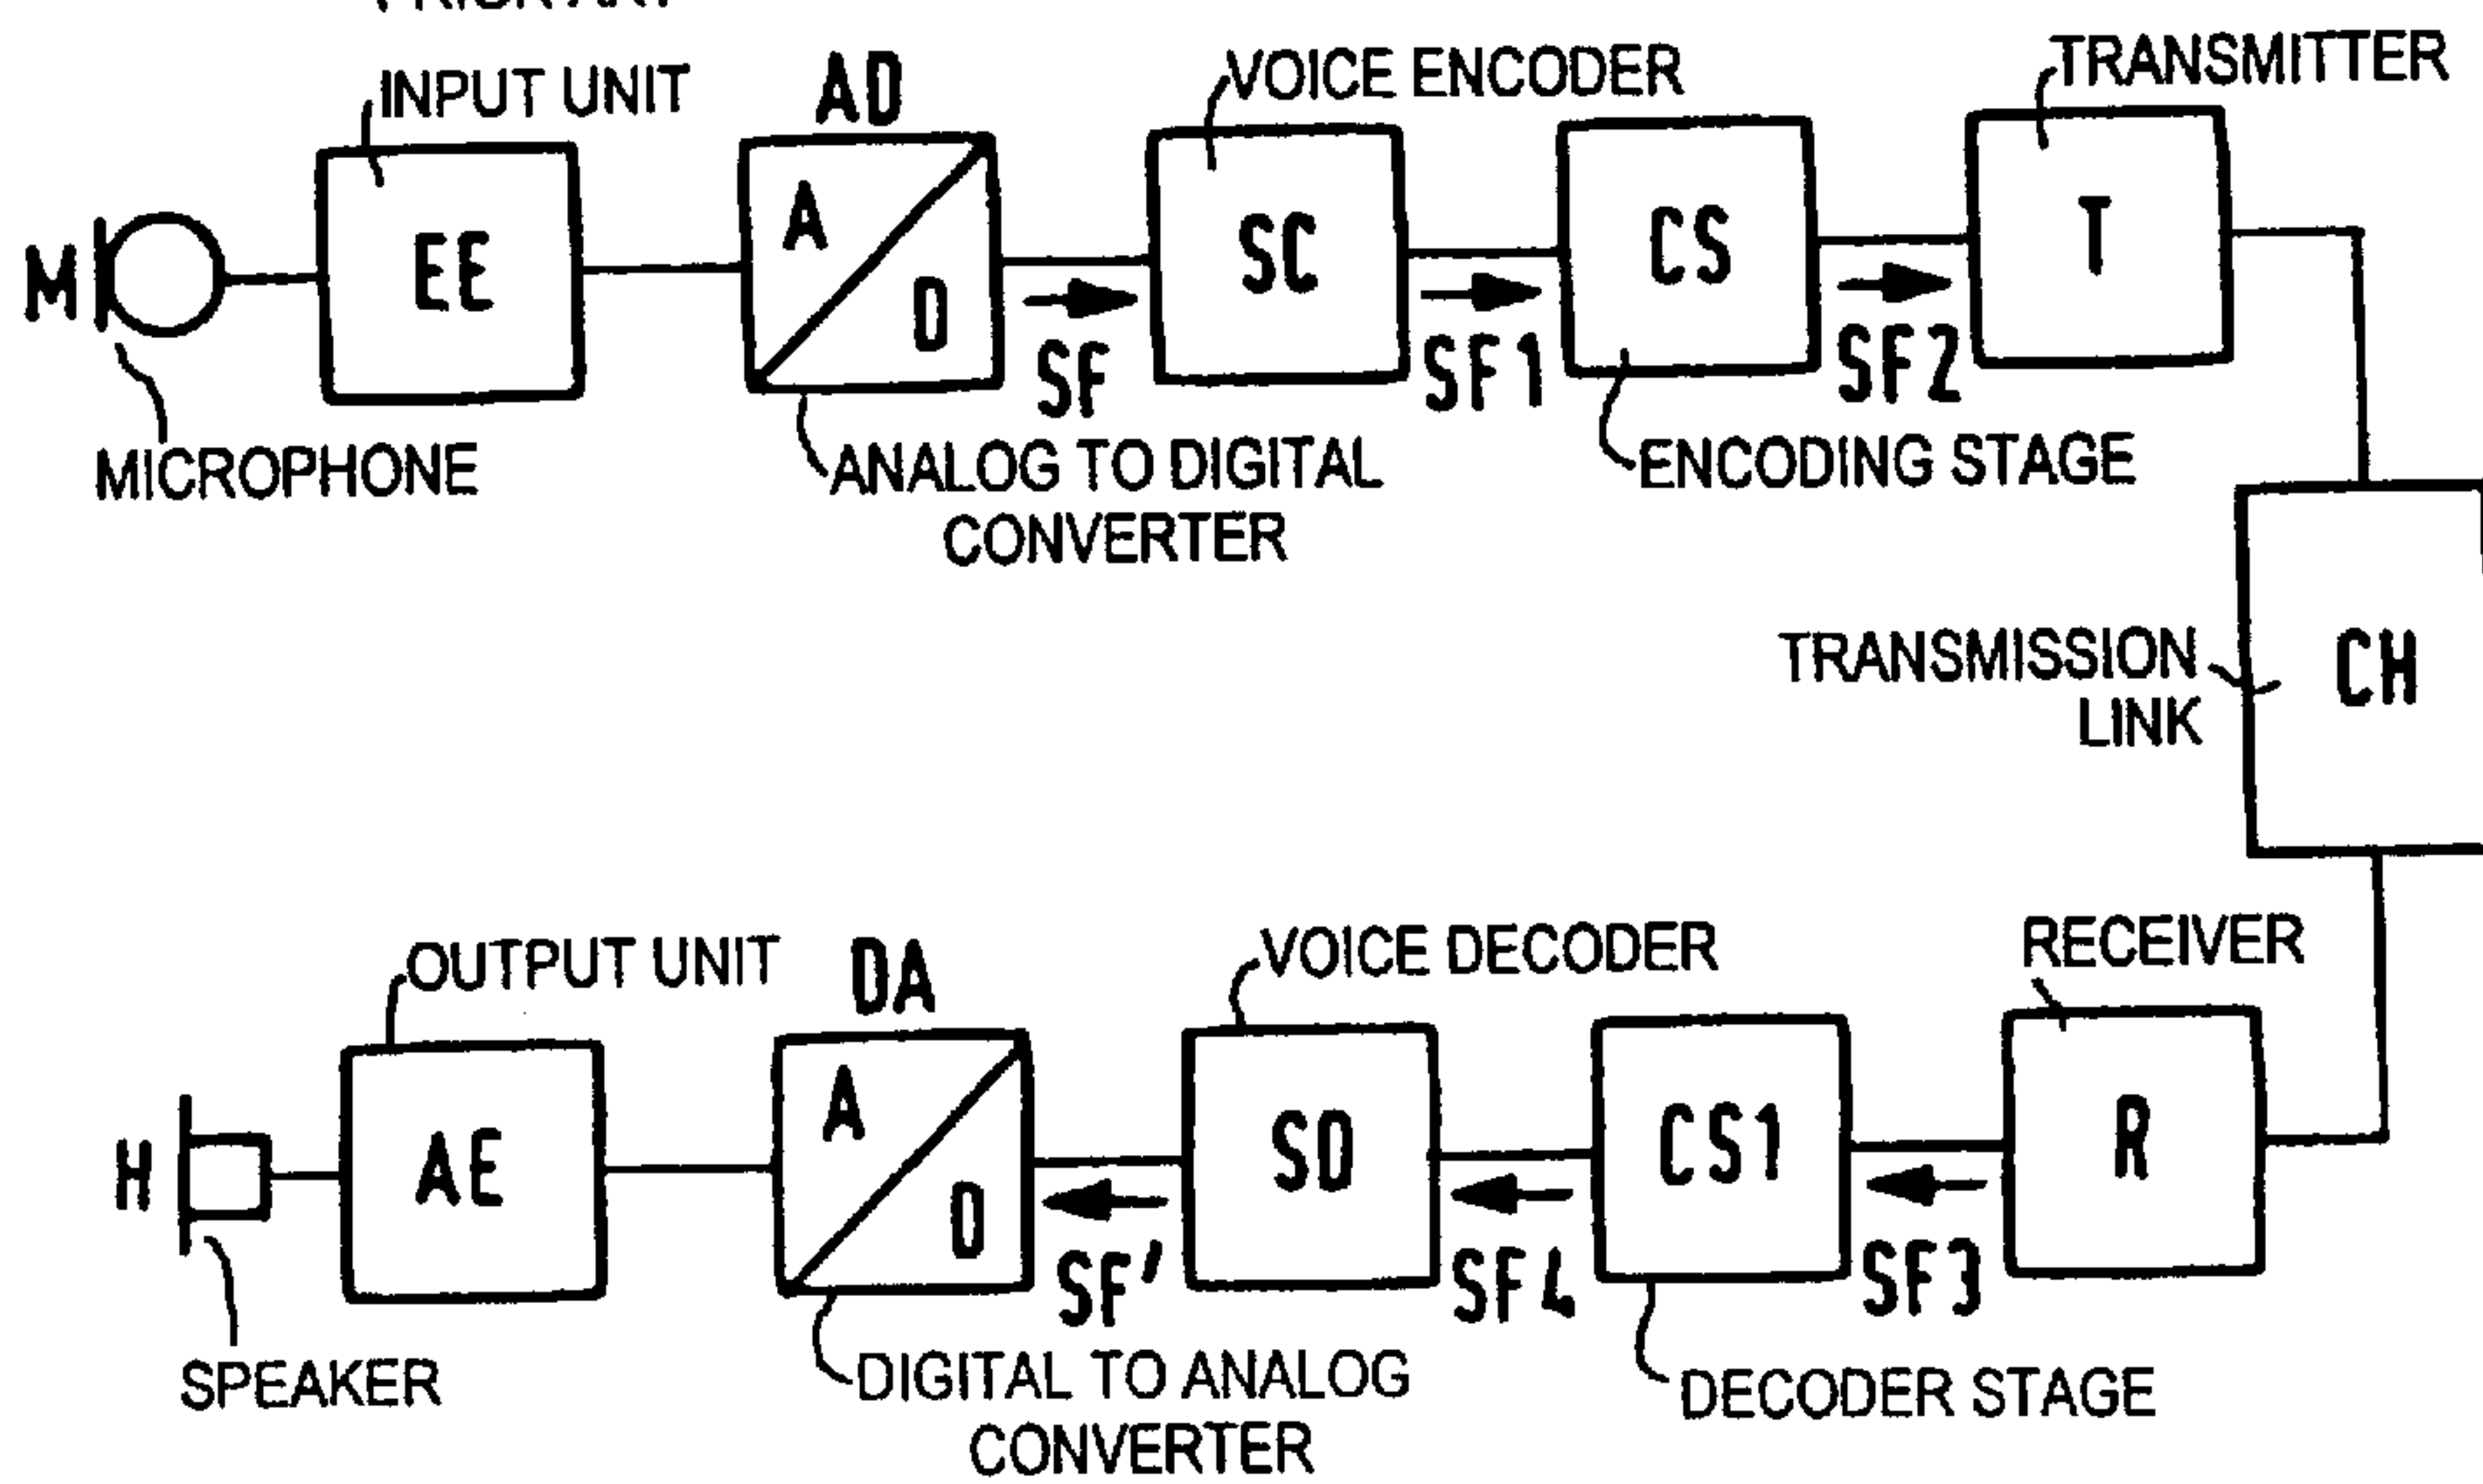 PRIOR ART
INPUT UNIT
AD
VOICE ENCODER
TRANSMITTER
M
EE
A
D
SC
CS
T
SF
SF1
SF2
MICROPHONE
ANALOG TO DIGITAL
CONVERTER
ENCODING STAGE
TRANSMISSION
LINK
CH
OUTPUT UNIT
DA
VOICE DECODER
RECEIVER
H
AE
A
D
SD
CS1
R
SF'
SF4
SF3
SPEAKER
DIGITAL TO ANALOG
CONVERTER
DECODER STAGE